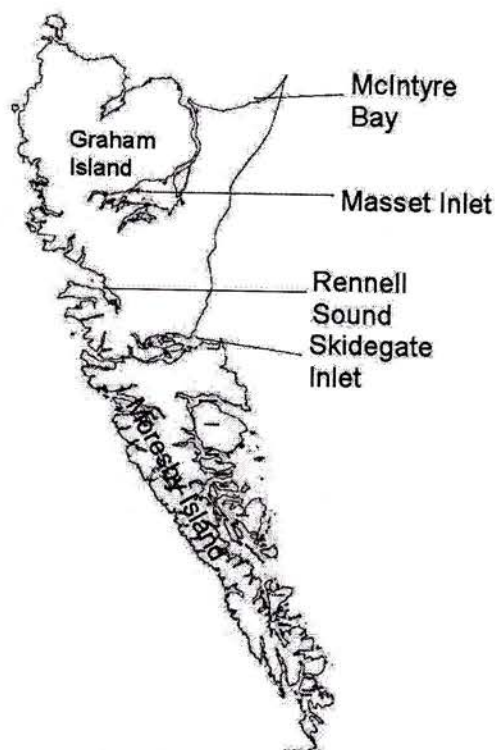 McIntyre
Bay
Graham
Island
Masset Inlet
Rennell
Sound
Skidegate
Inlet
Moresby Island